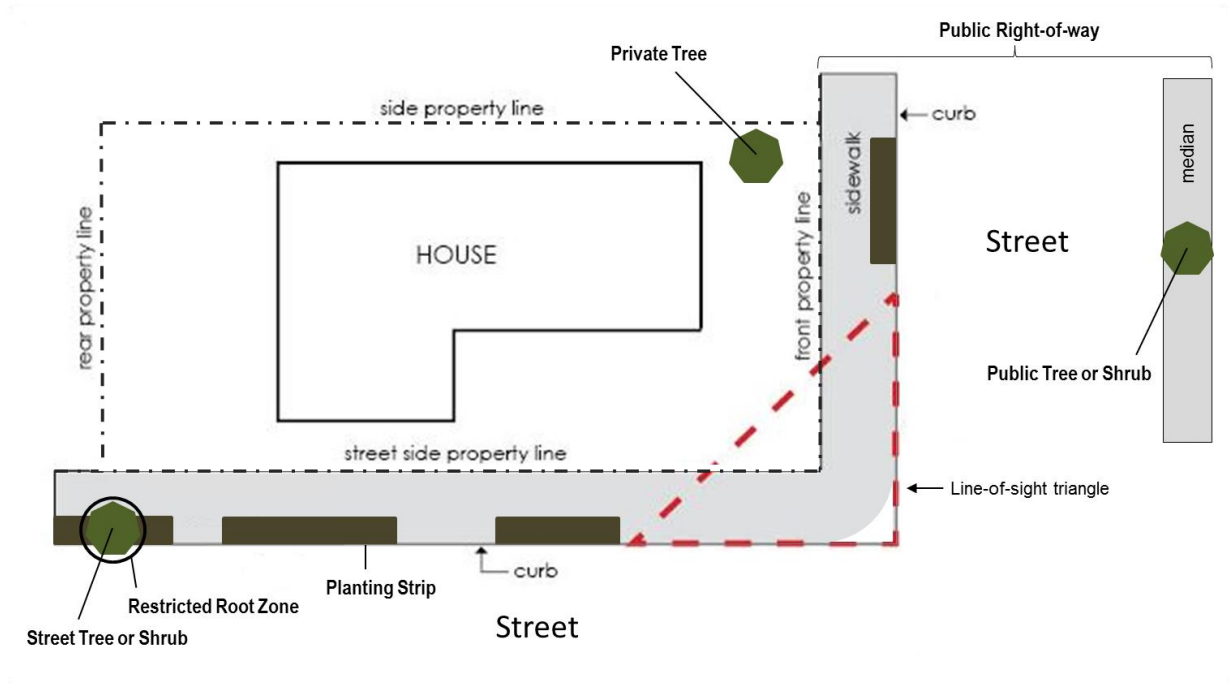 Public Right-of-way
Private Tree
side property line
curb
sidewalk
median
rear property line
HOUSE
front property line
Street
Public Tree or Shrub
street side property line
Line-of-sight triangle
curb
Planting Strip
Restricted Root Zone
Street Tree or Shrub
Street